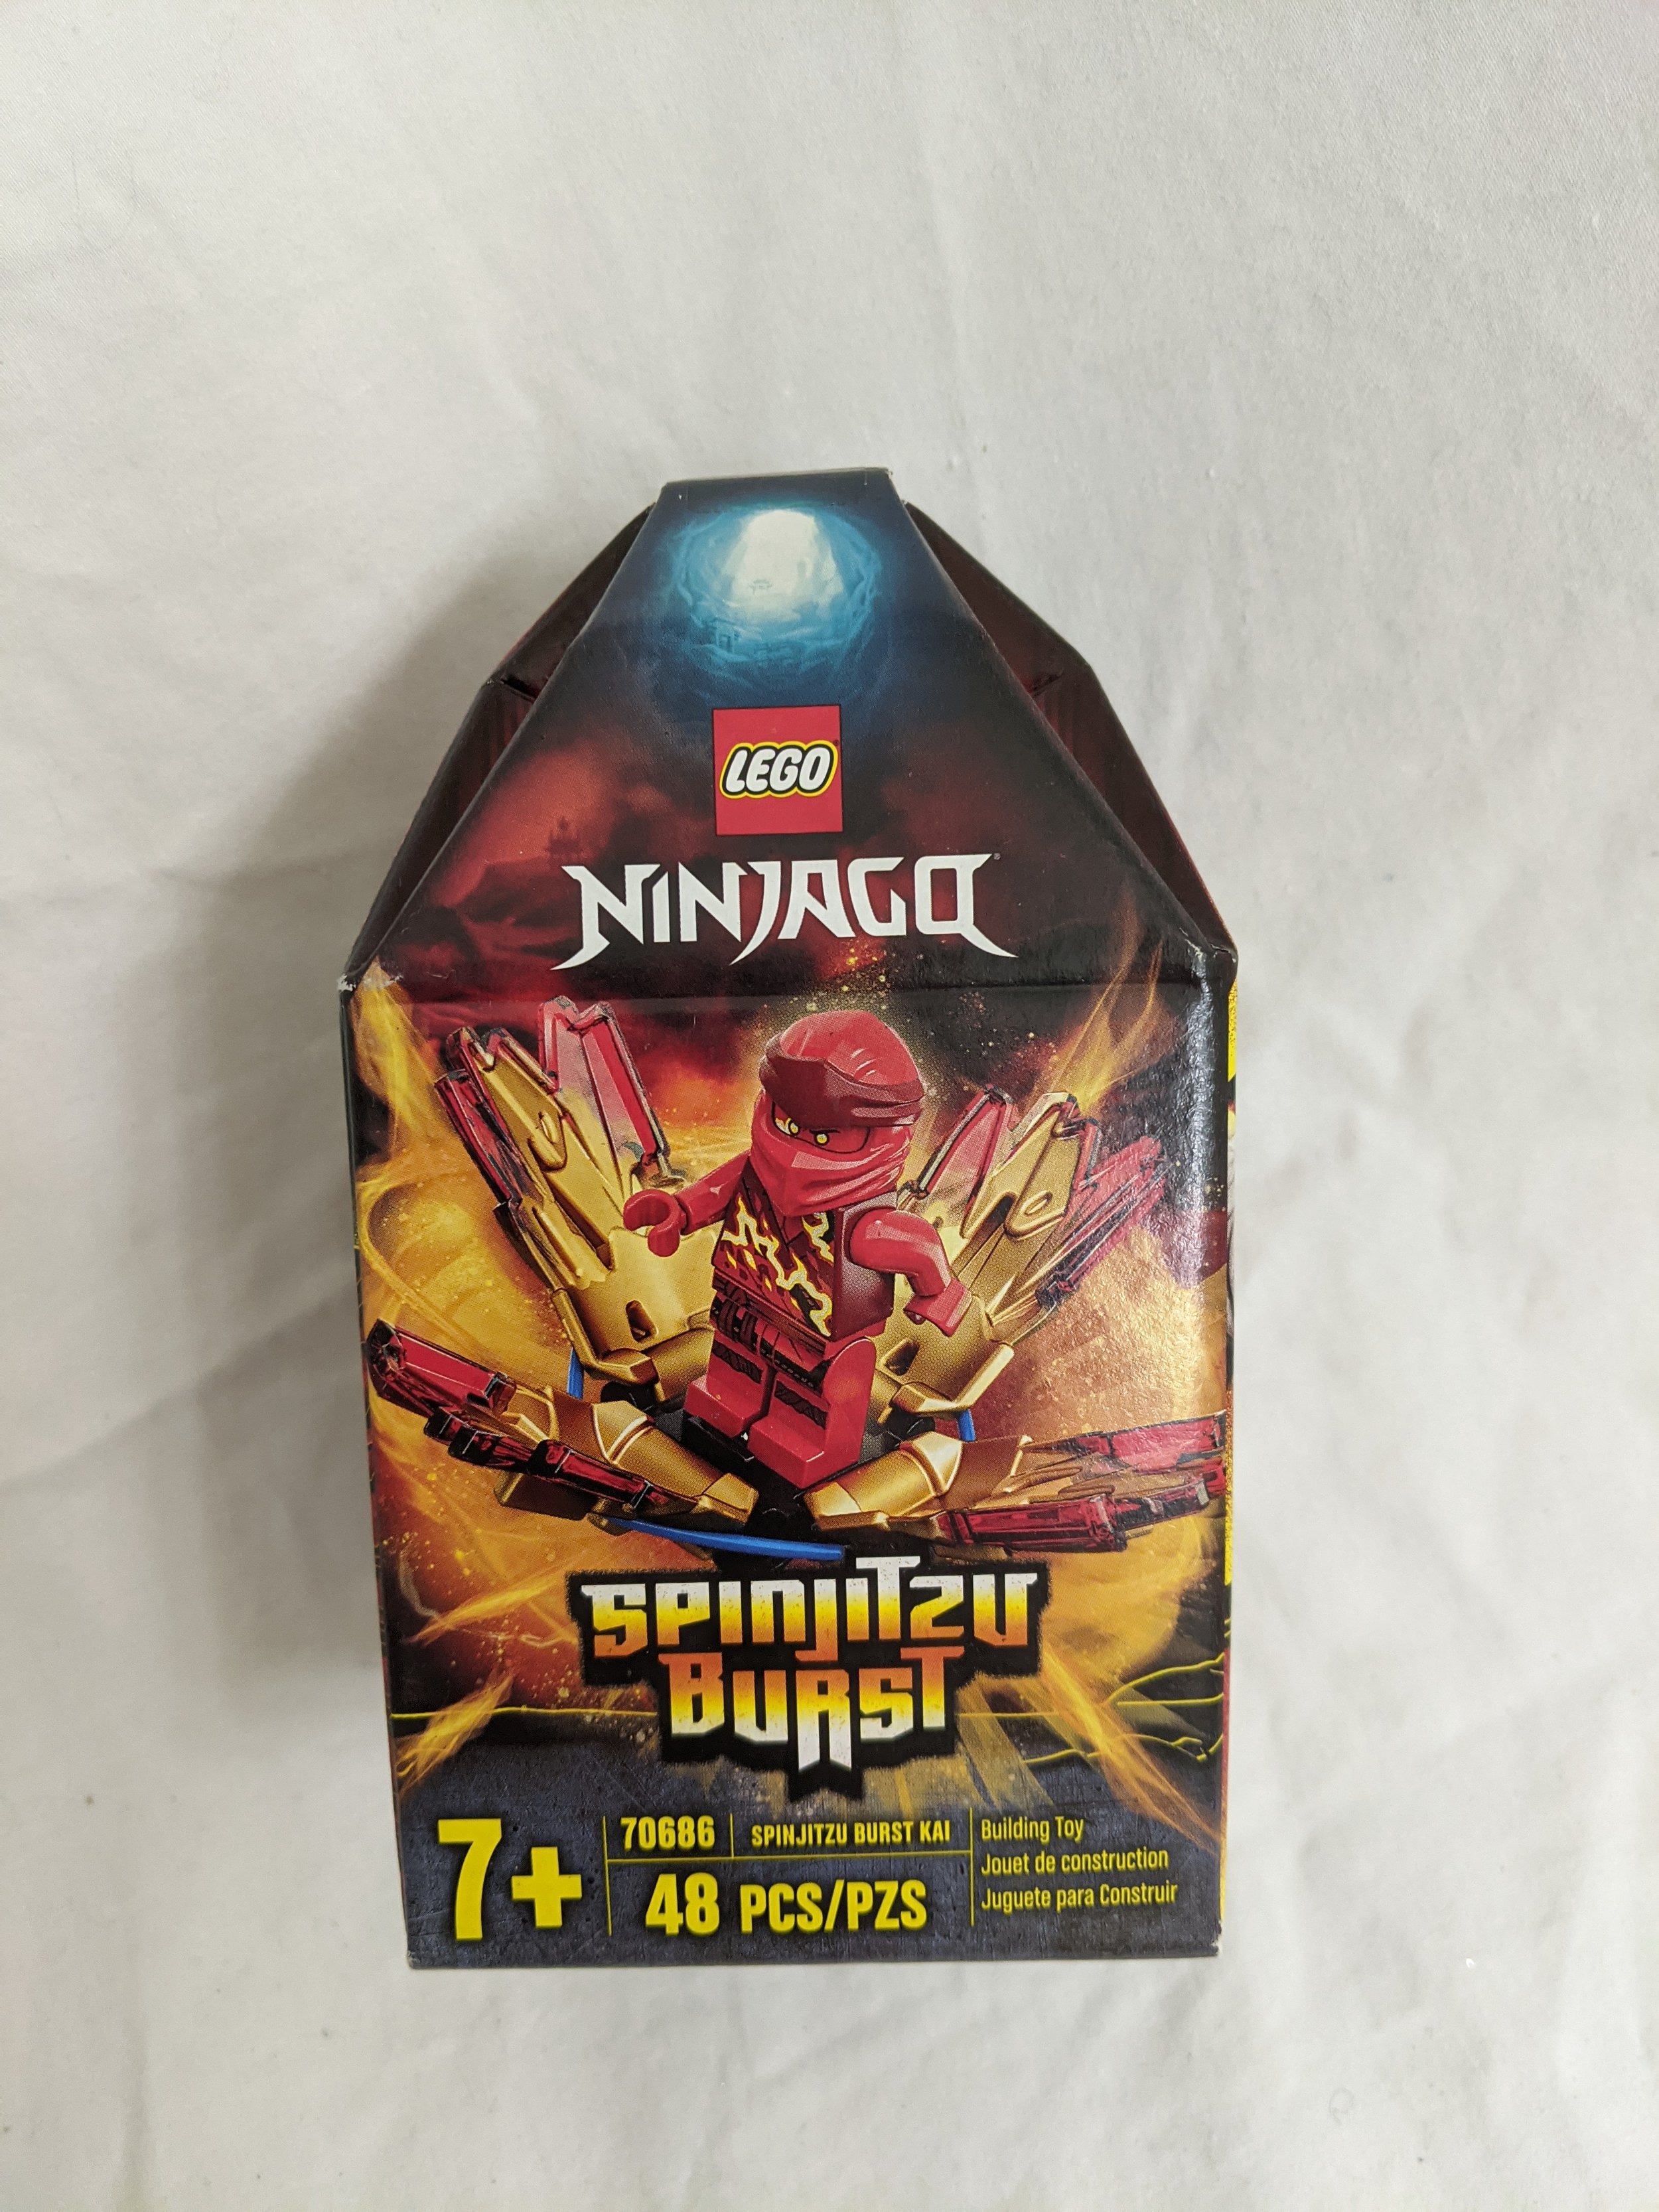 LEGO
NINJAGO
SPINJITZU
BURST
7+
70686
SPINJITZU BURST KAI
48 PCS/PZS
Building Toy
Jouet de construction
Juguete para Construir